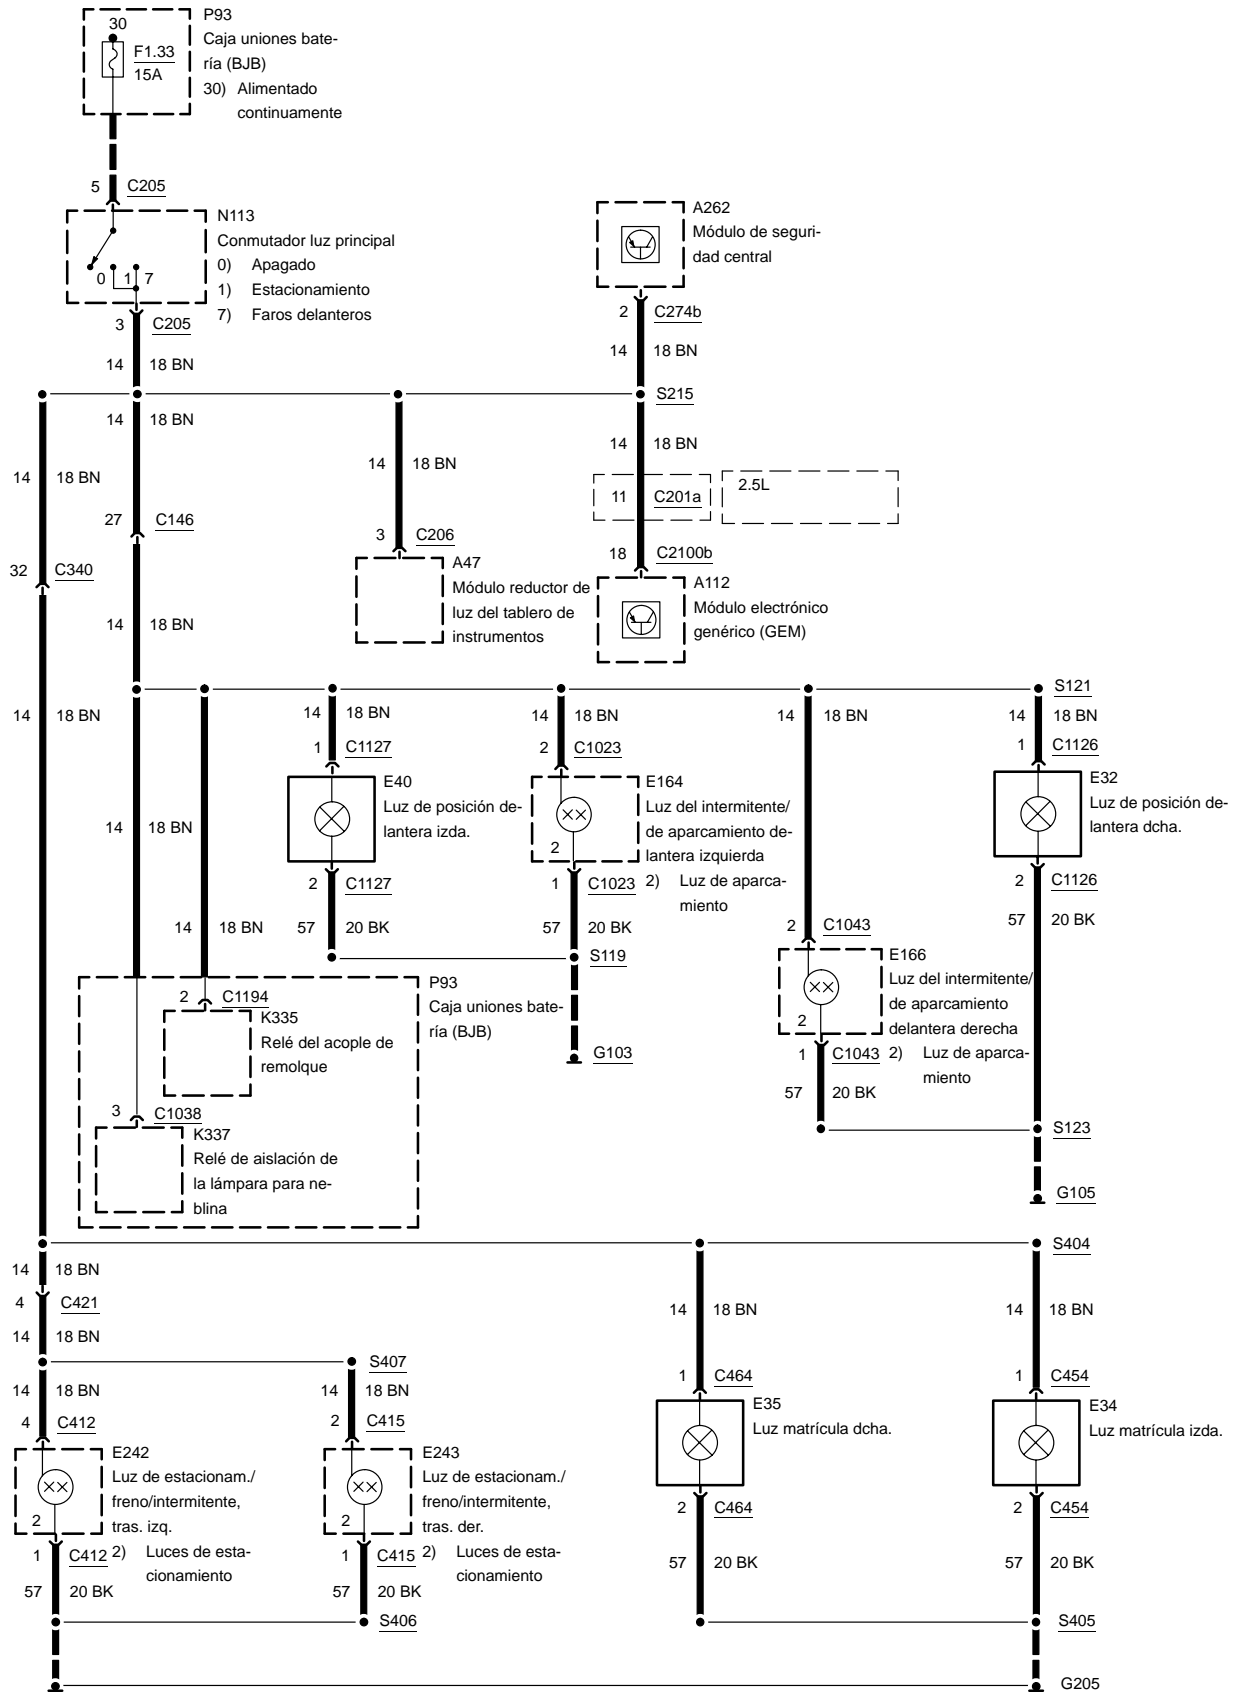 30
F1.33
15A
P93
Caja uniones bate-
ría (BJB)
30) Alimentado
continuamente
5 C205
N113
Conmutador luz principal
0) Apagado
1) Estacionamiento
7) Faros delanteros
0 1 7
3 C205
14 18 BN
A262
Módulo de seguri-
dad central
2 C274b
14 18 BN
S215
14 18 BN
14 18 BN
14 18 BN
14 18 BN
11 C201a
2.5L
27 C146
3 C206
18 C2100b
32 C340
A47
Módulo reductor de
luz del tablero de
instrumentos
A112
Módulo electrónico
genérico (GEM)
14 18 BN
S121
14 18 BN
14 18 BN
14 18 BN
14 18 BN
14 18 BN
1 C1127
2 C1023
1 C1126
E40
Luz de posición de-
lantera izda.
E164
Luz del intermitente/
de aparcamiento de-
lantera izquierda
2) Luz de aparca-
miento
2
E32
Luz de posición de-
lantera dcha.
14 18 BN
2 C1127
1 C1023
2 C1126
14 18 BN
57 20 BK
57 20 BK
57 20 BK
2 C1043
S119
E166
Luz del intermitente/
de aparcamiento
delantera derecha
2) Luz de aparca-
miento
2
P93
Caja uniones bate-
ría (BJB)
2 C1194
K335
Relé del acople de
remolque
G103
1 C1043
57 20 BK
3 C1038
K337
Relé de aislación de
la lámpara para ne-
blina
S123
G105
S404
14 18 BN
4 C421
14 18 BN
14 18 BN
14 18 BN
S407
14 18 BN
14 18 BN
1 C464
1 C454
4 C412
2 C415
E35
Luz matrícula dcha.
E34
Luz matrícula izda.
E242
Luz de estacionam./
freno/intermitente,
tras. izq.
2) Luces de esta-
cionamiento
2
E243
Luz de estacionam./
freno/intermitente,
tras. der.
2) Luces de esta-
cionamiento
2
2 C464
2 C454
1 C412
1 C415
57 20 BK
57 20 BK
57 20 BK
57 20 BK
S406
S405
G205